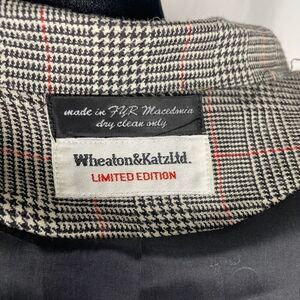 made in FYR Macedonia
dry clean only
Wheaton&KatzLtd.
LIMITED EDITION